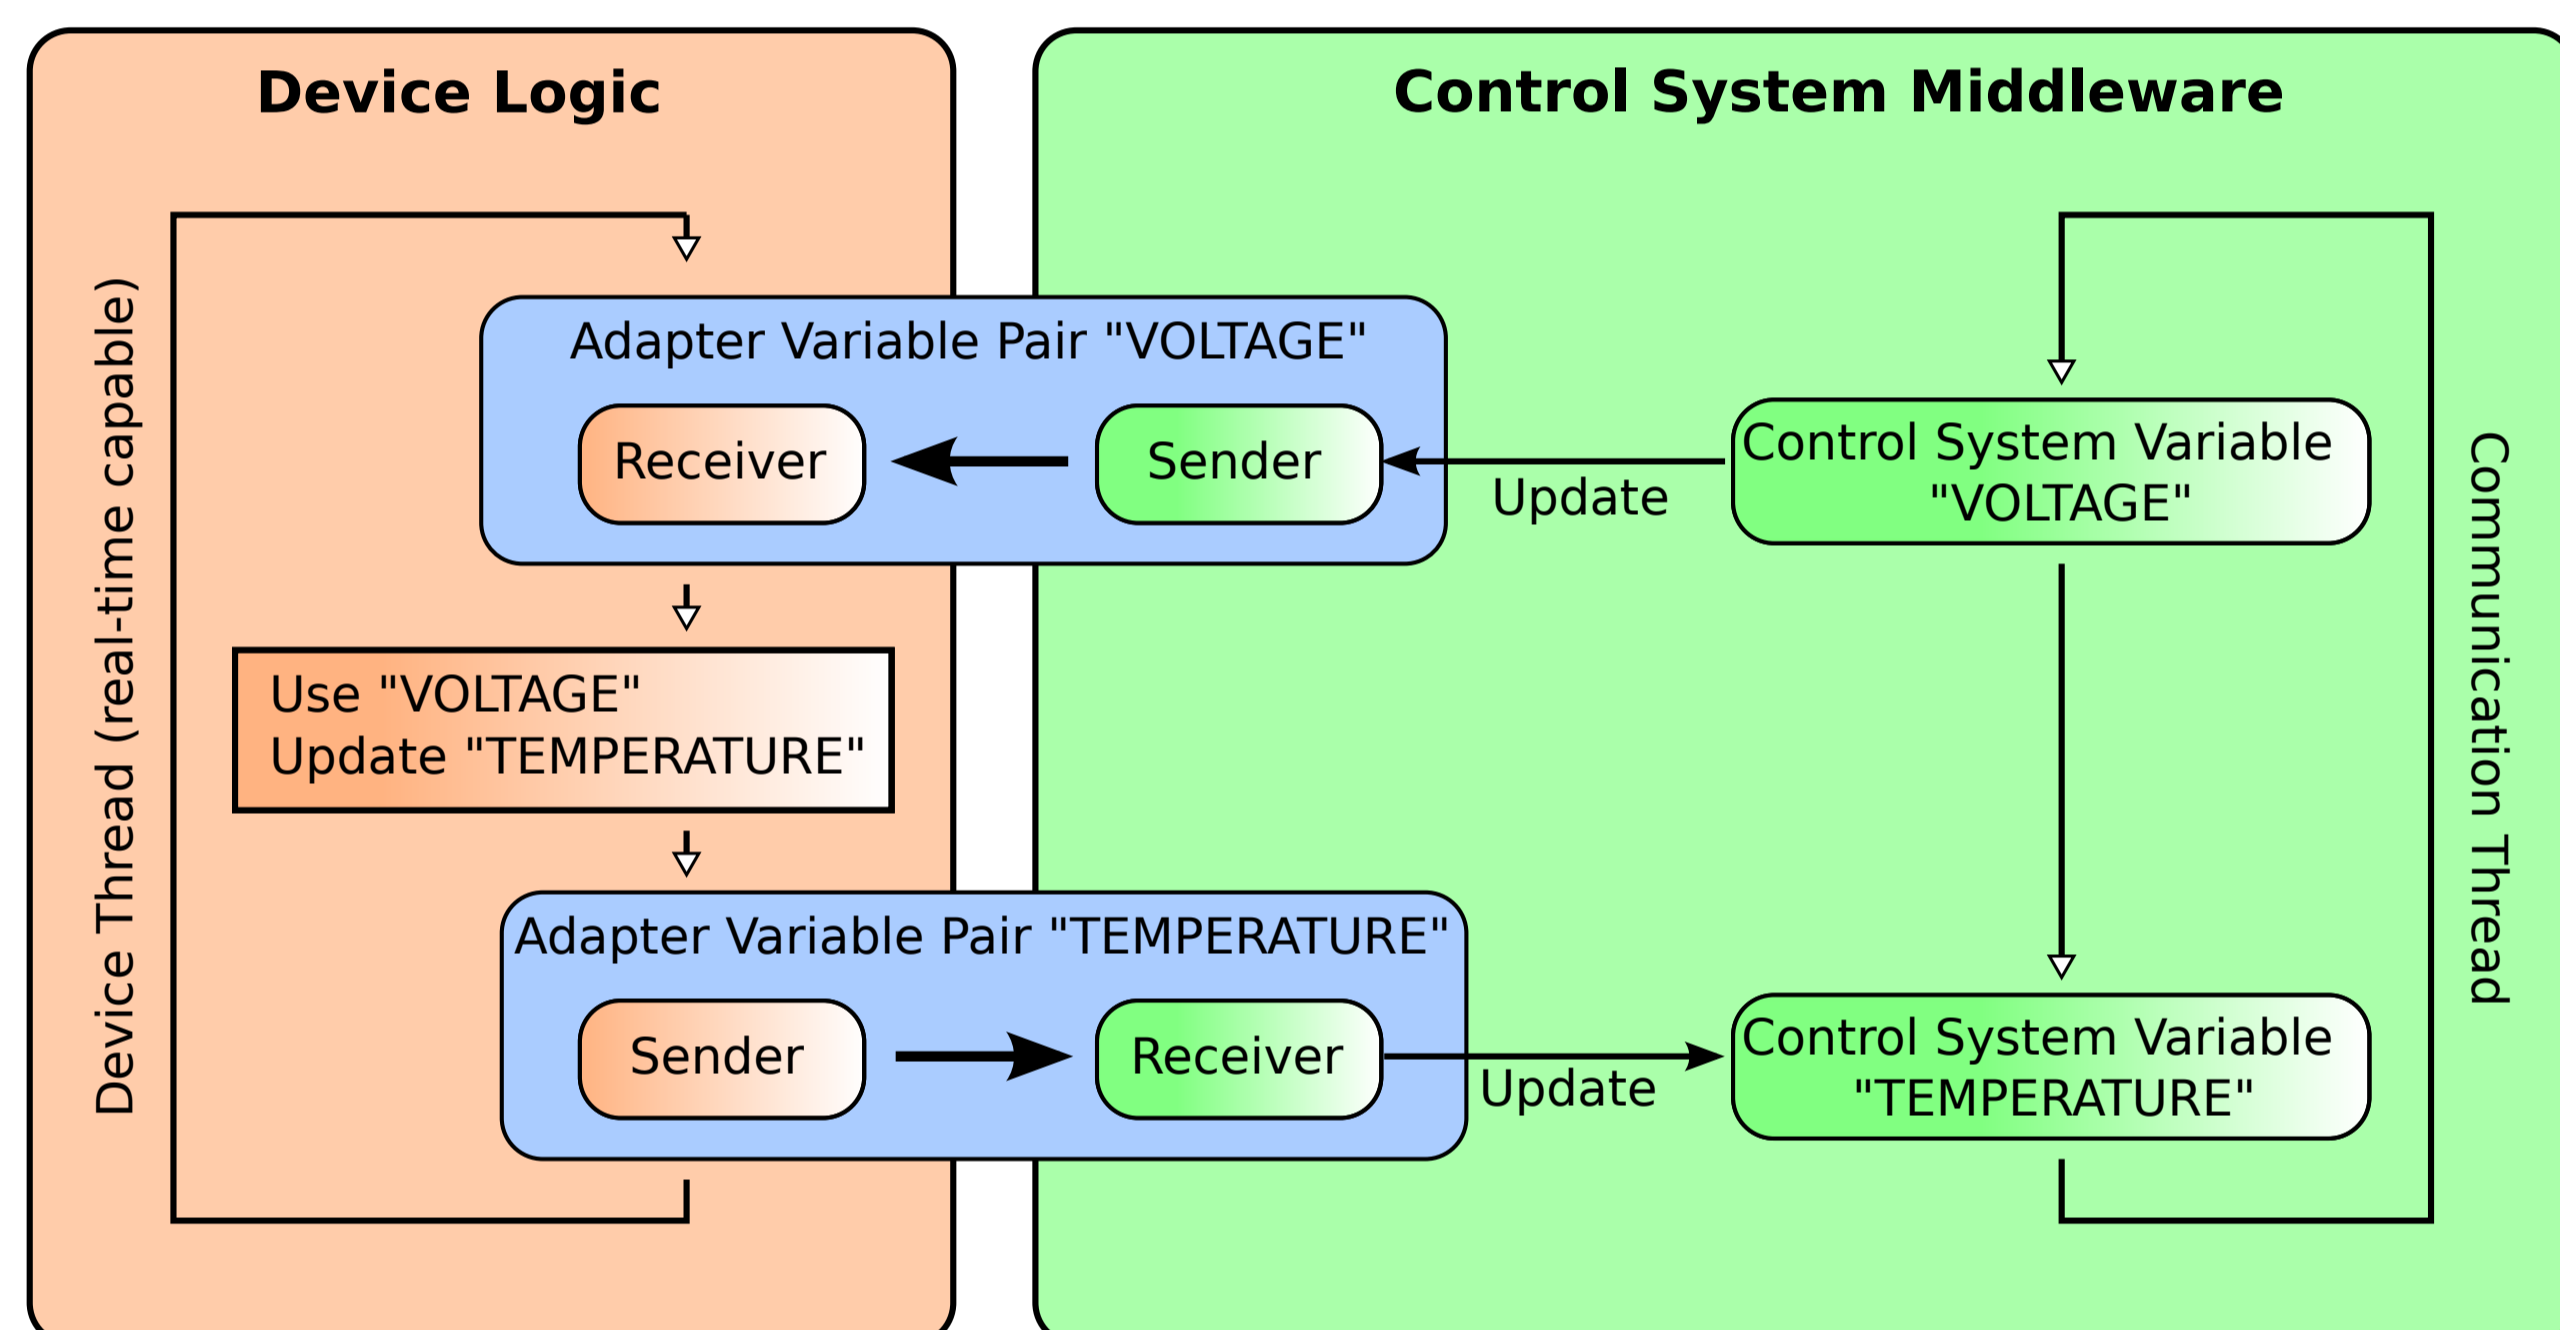 Device Logic
Control System Middleware
Device Thread (real-time capable)
Adapter Variable Pair "VOLTAGE"
Receiver
Sender
Update
Control System Variable
"VOLTAGE"
Use "VOLTAGE"
Update "TEMPERATURE"
Adapter Variable Pair "TEMPERATURE"
Sender
Receiver
Update
Control System Variable
"TEMPERATURE"
Communication Thread